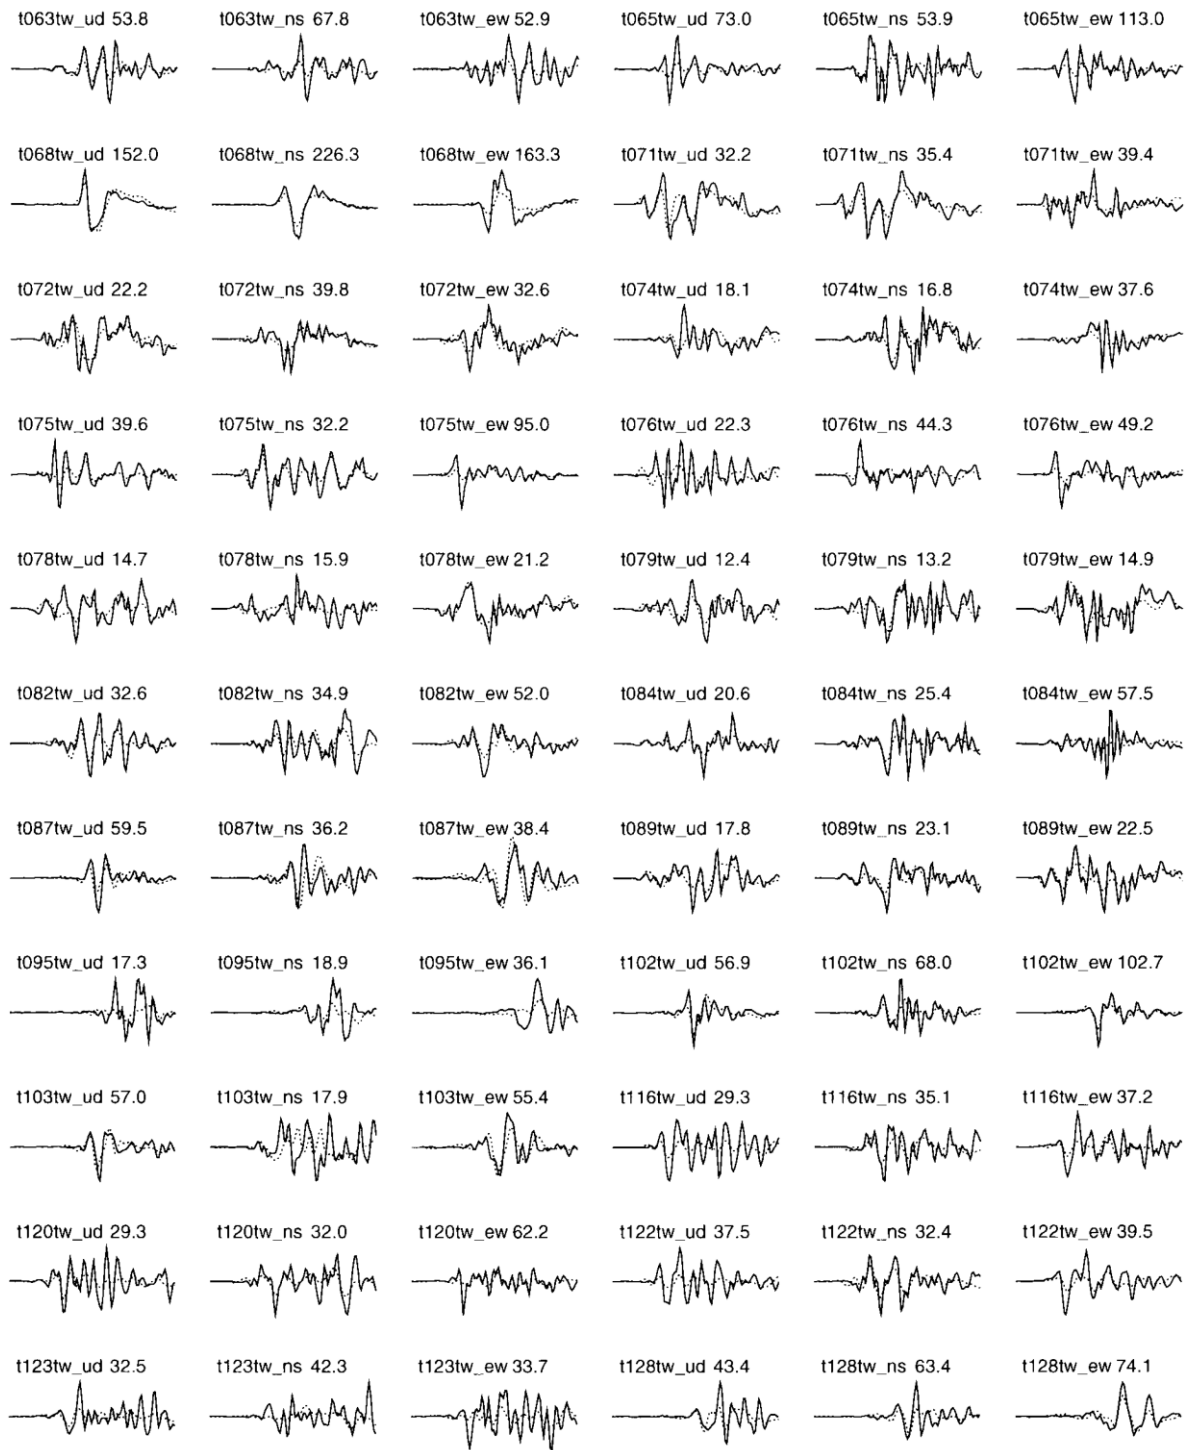 t063tw_ud 53.8 t063tw_ns 67.8 t063tw_ew 52.9 t065tw_ud 73.0 t065tw_ns 53.9 t065tw_ew 113.0
t068tw_ud 152.0 t068tw_ns 226.3 t068tw_ew 163.3 t071tw_ud 32.2 t071tw_ns 35.4 t071tw_ew 39.4
t072tw_ud 22.2 t072tw_ns 39.8 t072tw_ew 32.6 t074tw_ud 18.1 t074tw_ns 16.8 t074tw_ew 37.6
t075tw_ud 39.6 t075tw_ns 32.2 t075tw_ew 95.0 t076tw_ud 22.3 t076tw_ns 44.3 t076tw_ew 49.2
t078tw_ud 14.7 t078tw_ns 15.9 t078tw_ew 21.2 t079tw_ud 12.4 t079tw_ns 13.2 t079tw_ew 14.9
t082tw_ud 32.6 t082tw_ns 34.9 t082tw_ew 52.0 t084tw_ud 20.6 t084tw_ns 25.4 t084tw_ew 57.5
t087tw_ud 59.5 t087tw_ns 36.2 t087tw_ew 38.4 t089tw_ud 17.8 t089tw_ns 23.1 t089tw_ew 22.5
t095tw_ud 17.3 t095tw_ns 18.9 t095tw_ew 36.1 t102tw_ud 56.9 t102tw_ns 68.0 t102tw_ew 102.7
t103tw_ud 57.0 t103tw_ns 17.9 t103tw_ew 55.4 t116tw_ud 29.3 t116tw_ns 35.1 t116tw_ew 37.2
t120tw_ud 29.3 t120tw_ns 32.0 t120tw_ew 62.2 t122tw_ud 37.5 t122tw_ns 32.4 t122tw_ew 39.5
t123tw_ud 32.5 t123tw_ns 42.3 t123tw_ew 33.7 t128tw_ud 43.4 t128tw_ns 63.4 t128tw_ew 74.1